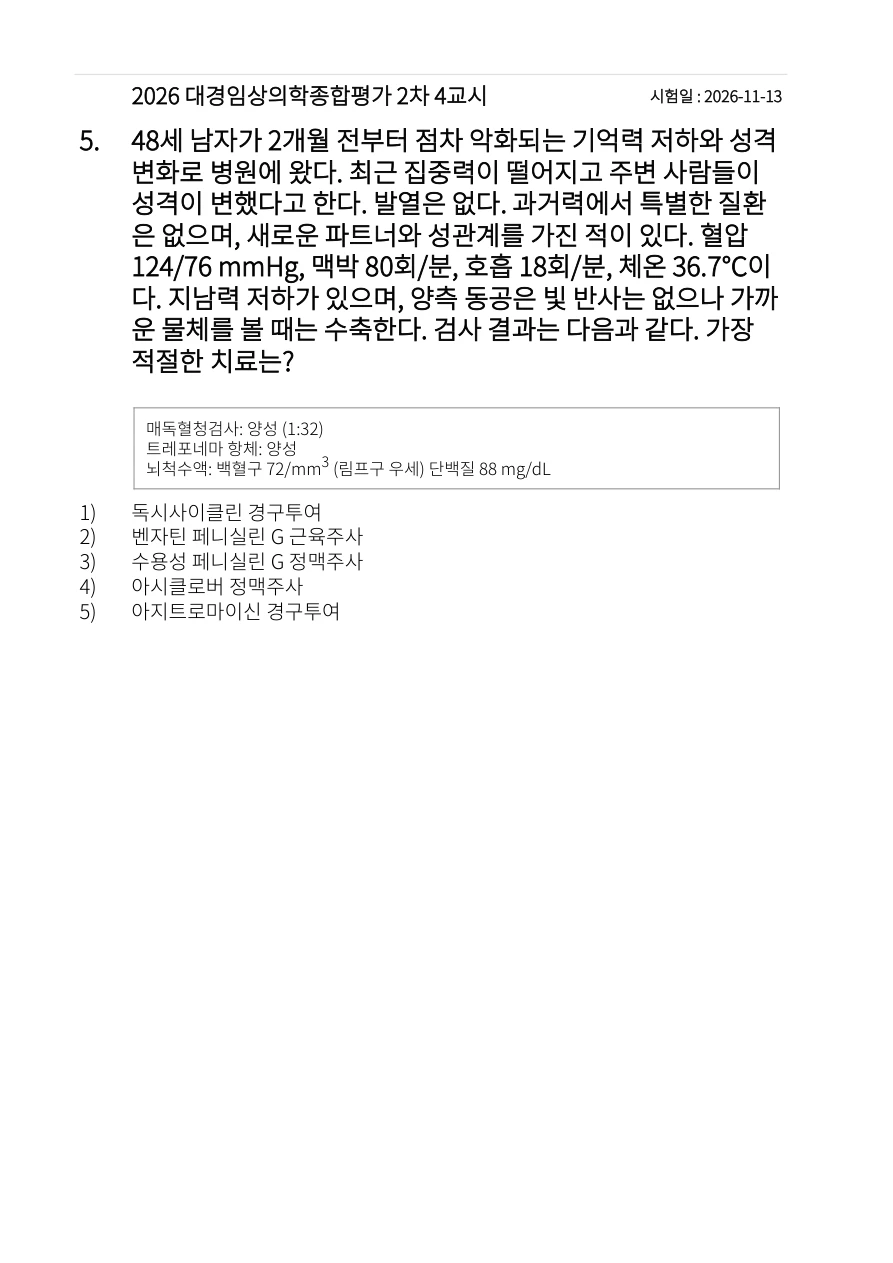 2026 대경임상의학종합평가 2차 4교시
시험일 : 2026-11-13
5. 48세 남자가 2개월 전부터 점차 악화되는 기억력 저하와 성격
변화로 병원에 왔다. 최근 집중력이 떨어지고 주변 사람들이
성격이 변했다고 한다. 발열은 없다. 과거력에서 특별한 질환
은 없으며, 새로운 파트너와 성관계를 가진 적이 있다. 혈압
124/76 mmHg, 맥박 80회/분, 호흡 18회/분, 체온 36.7℃이
다. 지남력 저하가 있으며, 양측 동공은 빛 반사는 없으나 가까
운 물체를 볼 때는 수축한다. 검사 결과는 다음과 같다. 가장
적절한 치료는?
매독혈청검사: 양성 (1:32)
트레포네마 항체: 양성
뇌척수액: 백혈구 72/mm³ (림프구 우세) 단백질 88 mg/dL
1) 독시사이클린 경구투여
2) 벤자틴 페니실린 G 근육주사
3) 수용성 페니실린 G 정맥주사
4) 아시클로버 정맥주사
5) 아지트로마이신 경구투여